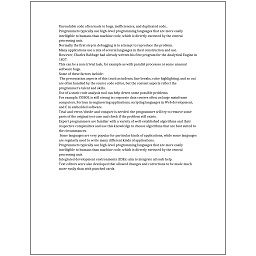 Unreadable code often leads to bugs, inefficiency, and duplicated code.
Programmers typically use high-level programming languages that are more easily
intelligible to humans than machine code, which is directly executed by the central
processing unit.
Normally the first step in debugging is to attempt to reproduce the problem.
Many applications use a mix of several languages in their construction and use.
However, Charles Babbage had already written his first program for the Analytical Engine in
1837.
This can be a non-trivial task, for example as with parallel processes or some unusual
software bugs.
Some of these factors include:
The presentation aspects of this (such as indents, line breaks, color highlighting, and so on)
are often handled by the source code editor, but the content aspects reflect the
programmer's talent and skills.
Use of a static code analysis tool can help detect some possible problems.
For example, COBOL is still strong in corporate data centers often on large mainframe
computers, Fortran in engineering applications, scripting languages in Web development,
and C in embedded software.
Trial-and-error/divide-and-conquer is needed: the programmer will try to remove some
parts of the original test case and check if the problem still exists.
Expert programmers are familiar with a variety of well-established algorithms and their
respective complexities and use this knowledge to choose algorithms that are best suited to
the circumstances.
Some languages are very popular for particular kinds of applications, while some languages
are regularly used to write many different kinds of applications.
Programmers typically use high-level programming languages that are more easily
intelligible to humans than machine code, which is directly executed by the central
processing unit.
Integrated development environments (IDEs) aim to integrate all such help.
Text editors were also developed that allowed changes and corrections to be made much
more easily than with punched cards.